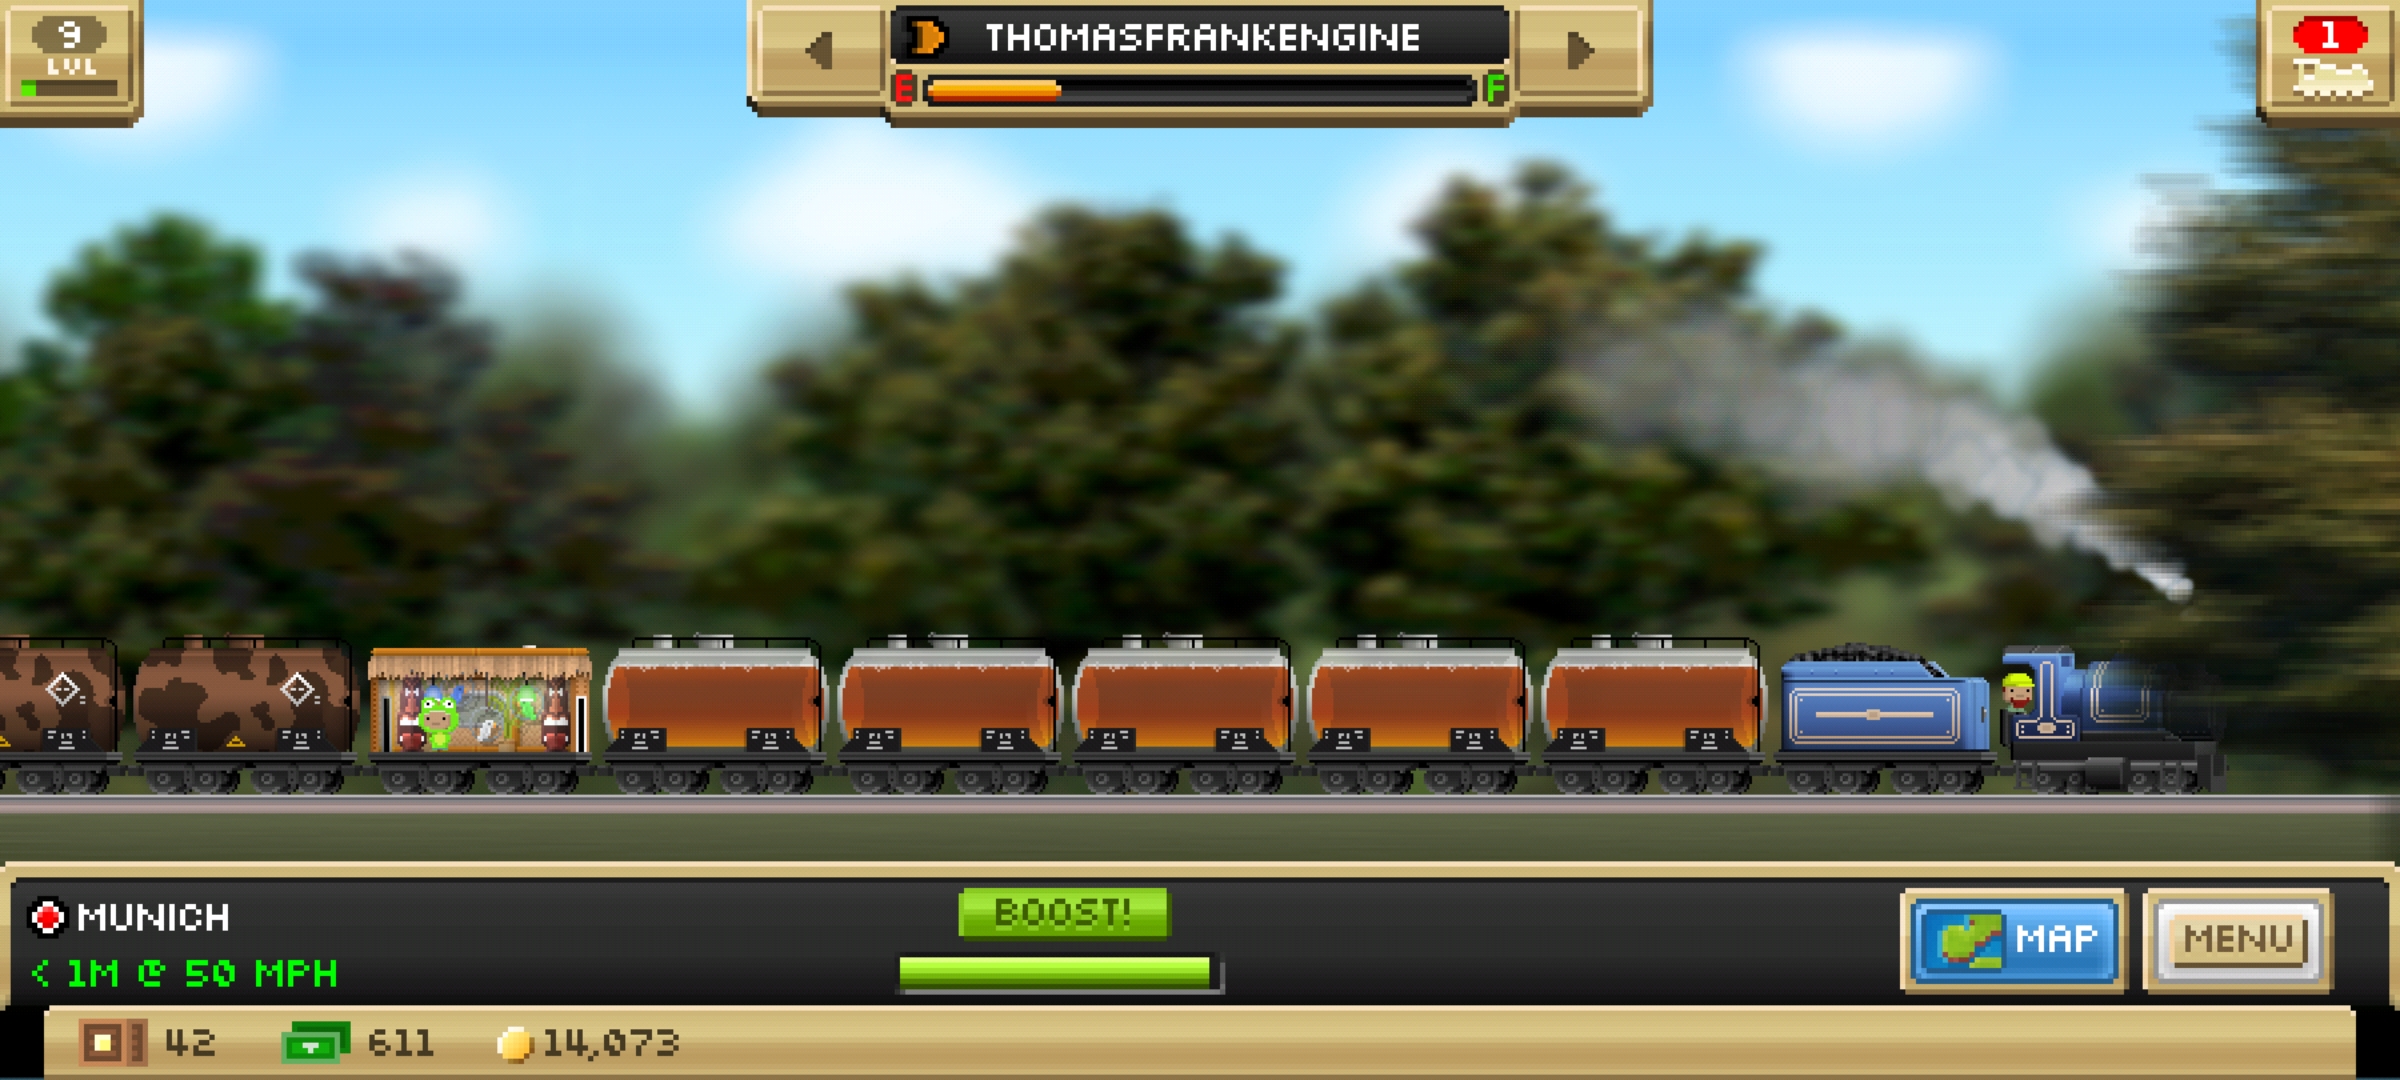 9
LVL
THOMASFRANKENGINE
E F
1
MUNICH
< 1M @ 50 MPH
BOOST!
MAP
MENU
42
611
14,073